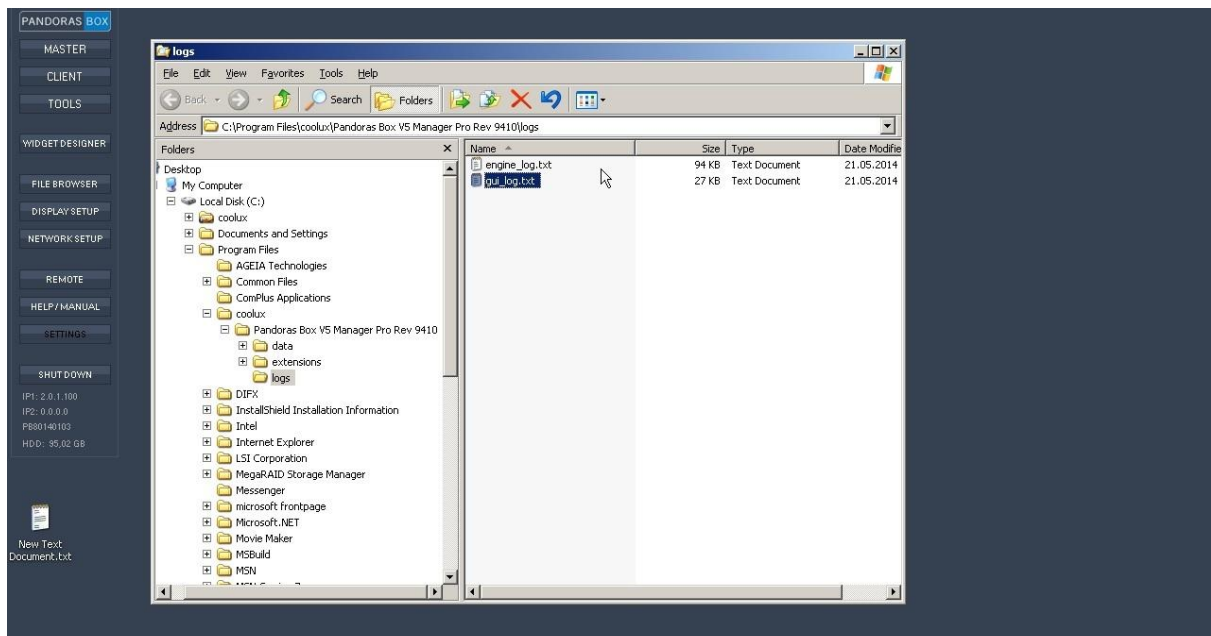 PANDORAS BOX
MASTER
CLIENT
TOOLS
WIDGET DESIGNER
FILE BROWSER
DISPLAY SETUP
NETWORK SETUP
REMOTE
HELP / MANUAL
SETTINGS
SHUT DOWN
IP1: 2.0.1.100
IP2: 0.0.0.0
PB80140103
HDD: 95,02 GB
New Text
Document.txt
logs
File Edit View Favorites Tools Help
Back Search Folders
Address C:\Program Files\coolux\Pandoras Box V5 Manager Pro Rev 9410\logs
Folders
Desktop
My Computer
Local Disk (C:)
coolux
Documents and Settings
Program Files
AGEIA Technologies
Common Files
ComPlus Applications
coolux
Pandoras Box V5 Manager Pro Rev 9410
data
extensions
logs
DIFX
InstallShield Installation Information
Intel
Internet Explorer
LSI Corporation
MegaRAID Storage Manager
Messenger
microsoft frontpage
Microsoft.NET
Movie Maker
MSBuild
MSN
Name Size Type Date Modifie
engine_log.txt 94 KB Text Document 21.05.2014
gui_log.txt 27 KB Text Document 21.05.2014